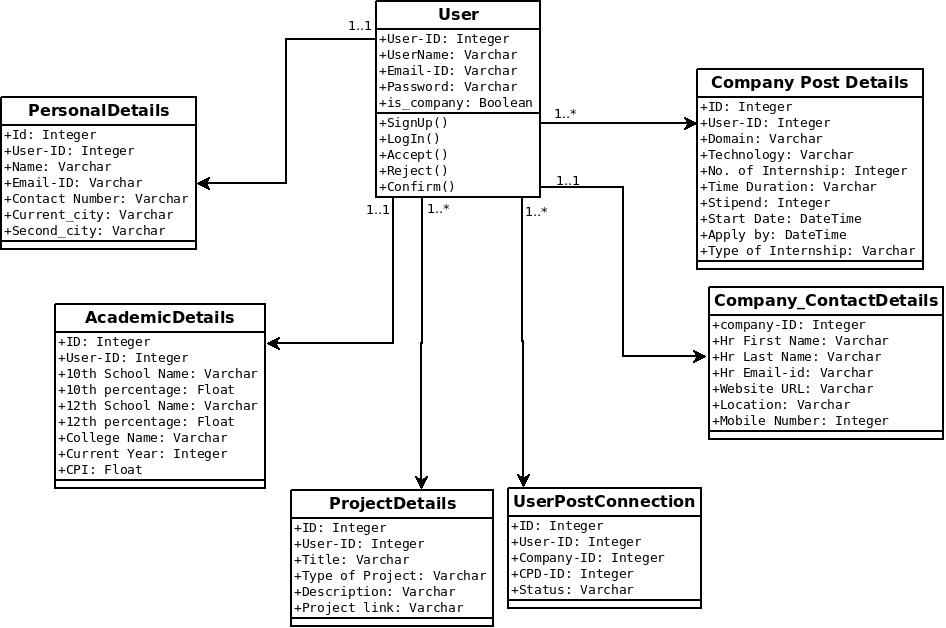 User
+User-ID: Integer
+UserName: Varchar
+Email-ID: Varchar
+Password: Varchar
+is_company: Boolean
+SignUp()
+LogIn()
+Accept()
+Reject()
+Confirm()
1..1
1..*
1..1
1..1
1..*
1..*
PersonalDetails
+Id: Integer
+User-ID: Integer
+Name: Varchar
+Email-ID: Varchar
+Contact Number: Varchar
+Current_city: Varchar
+Second_city: Varchar
Company Post Details
+ID: Integer
+User-ID: Integer
+Domain: Varchar
+Technology: Varchar
+No. of Internship: Integer
+Time Duration: Varchar
+Stipend: Integer
+Start Date: DateTime
+Apply by: DateTime
+Type of Internship: Varchar
Company_ContactDetails
+company-ID: Integer
+Hr First Name: Varchar
+Hr Last Name: Varchar
+Hr Email-id: Varchar
+Website URL: Varchar
+Location: Varchar
+Mobile Number: Integer
AcademicDetails
+ID: Integer
+User-ID: Integer
+10th School Name: Varchar
+10th percentage: Float
+12th School Name: Varchar
+12th percentage: Float
+College Name: Varchar
+Current Year: Integer
+CPI: Float
ProjectDetails
+ID: Integer
+User-ID: Integer
+Title: Varchar
+Type of Project: Varchar
+Description: Varchar
+Project link: Varchar
UserPostConnection
+ID: Integer
+User-ID: Integer
+Company-ID: Integer
+CPD-ID: Integer
+Status: Varchar